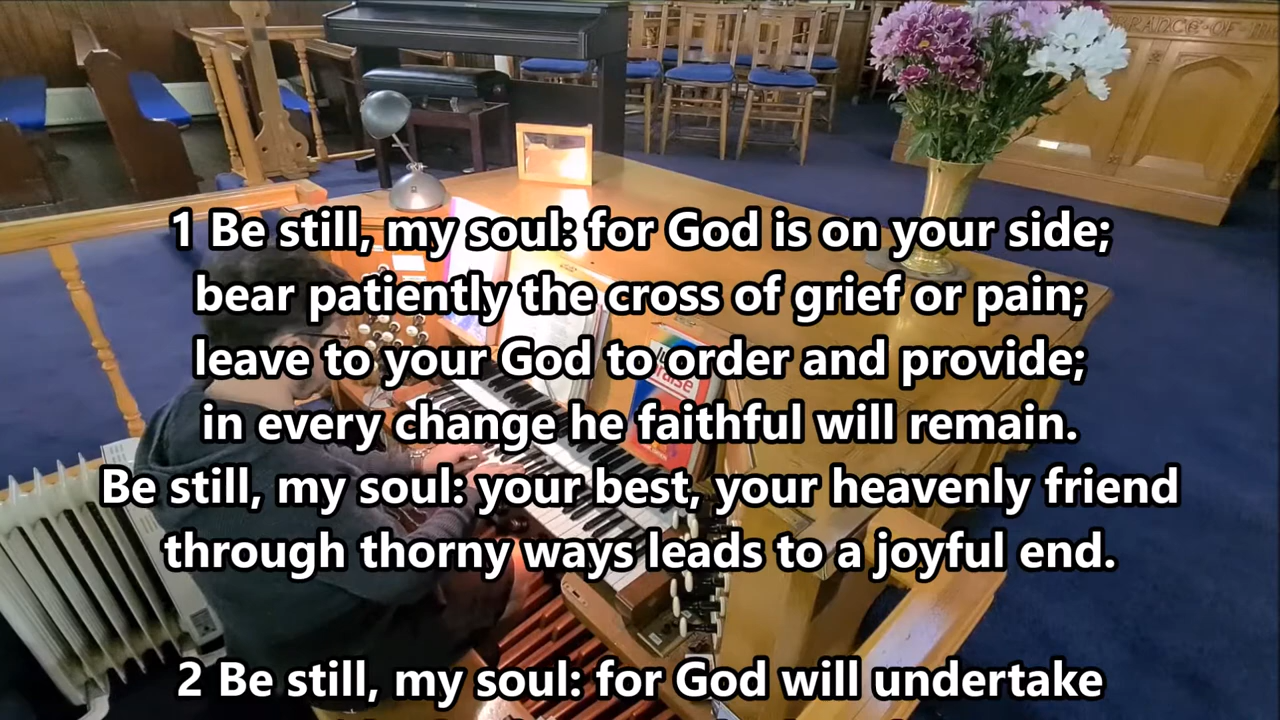 RADCE · OF · TH
1 Be still, my soul: for God is on your side;
bear patiently the cross of grief or pain;
leave to your God to order and provide;
in every change he faithful will remain.
Be still, my soul: your best, your heavenly friend
through thorny ways leads to a joyful end.
2 Be still, my soul: for God will undertake